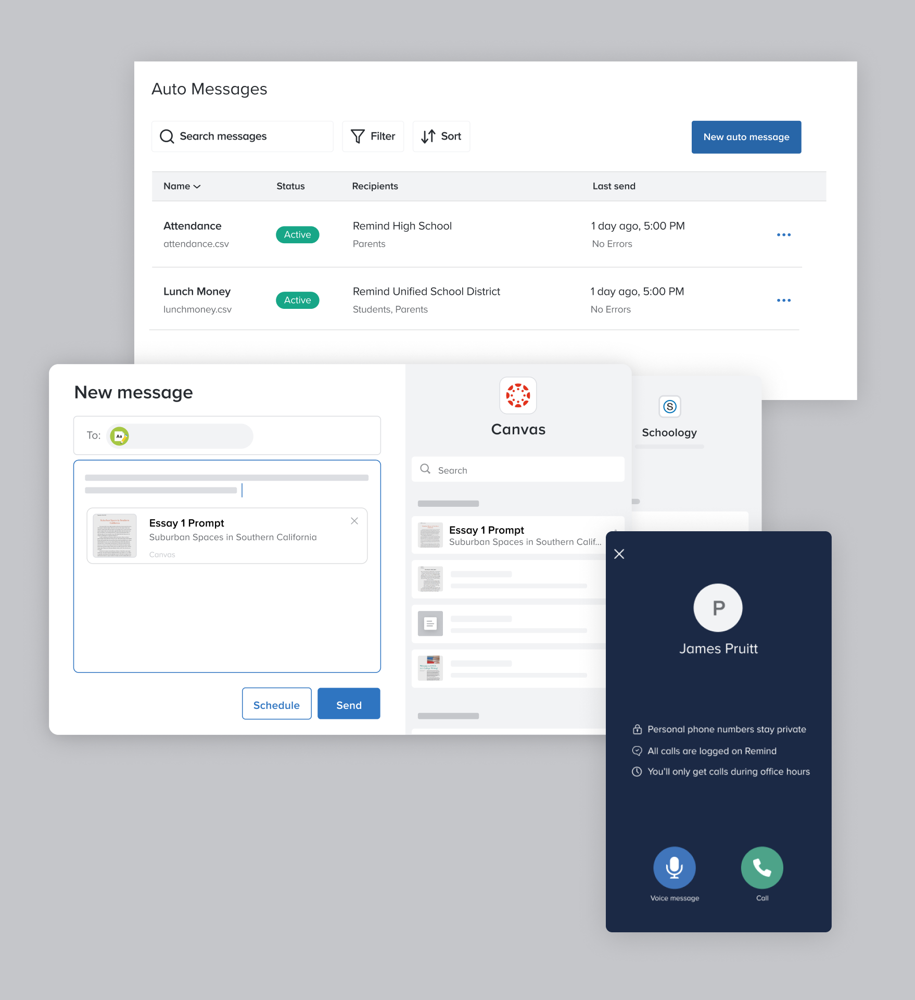 Auto Messages
Search messages
Filter
Sort
New auto message
Name
Status
Recipients
Last send
Attendance
attendance.csv
Active
Remind High School
Parents
1 day ago, 5:00 PM
No Errors
Lunch Money
lunchmoney.csv
Active
Remind Unified School District
Students, Parents
1 day ago, 5:00 PM
No Errors
New message
To:
Aa
Essay 1 Prompt
Suburban Spaces in Southern California
Canvas
Schedule
Send
Canvas
Search
Essay 1 Prompt
Suburban Spaces in Southern Calif...
S
Schoology
P
James Pruitt
Personal phone numbers stay private
All calls are logged on Remind
You'll only get calls during office hours
Voice message
Call